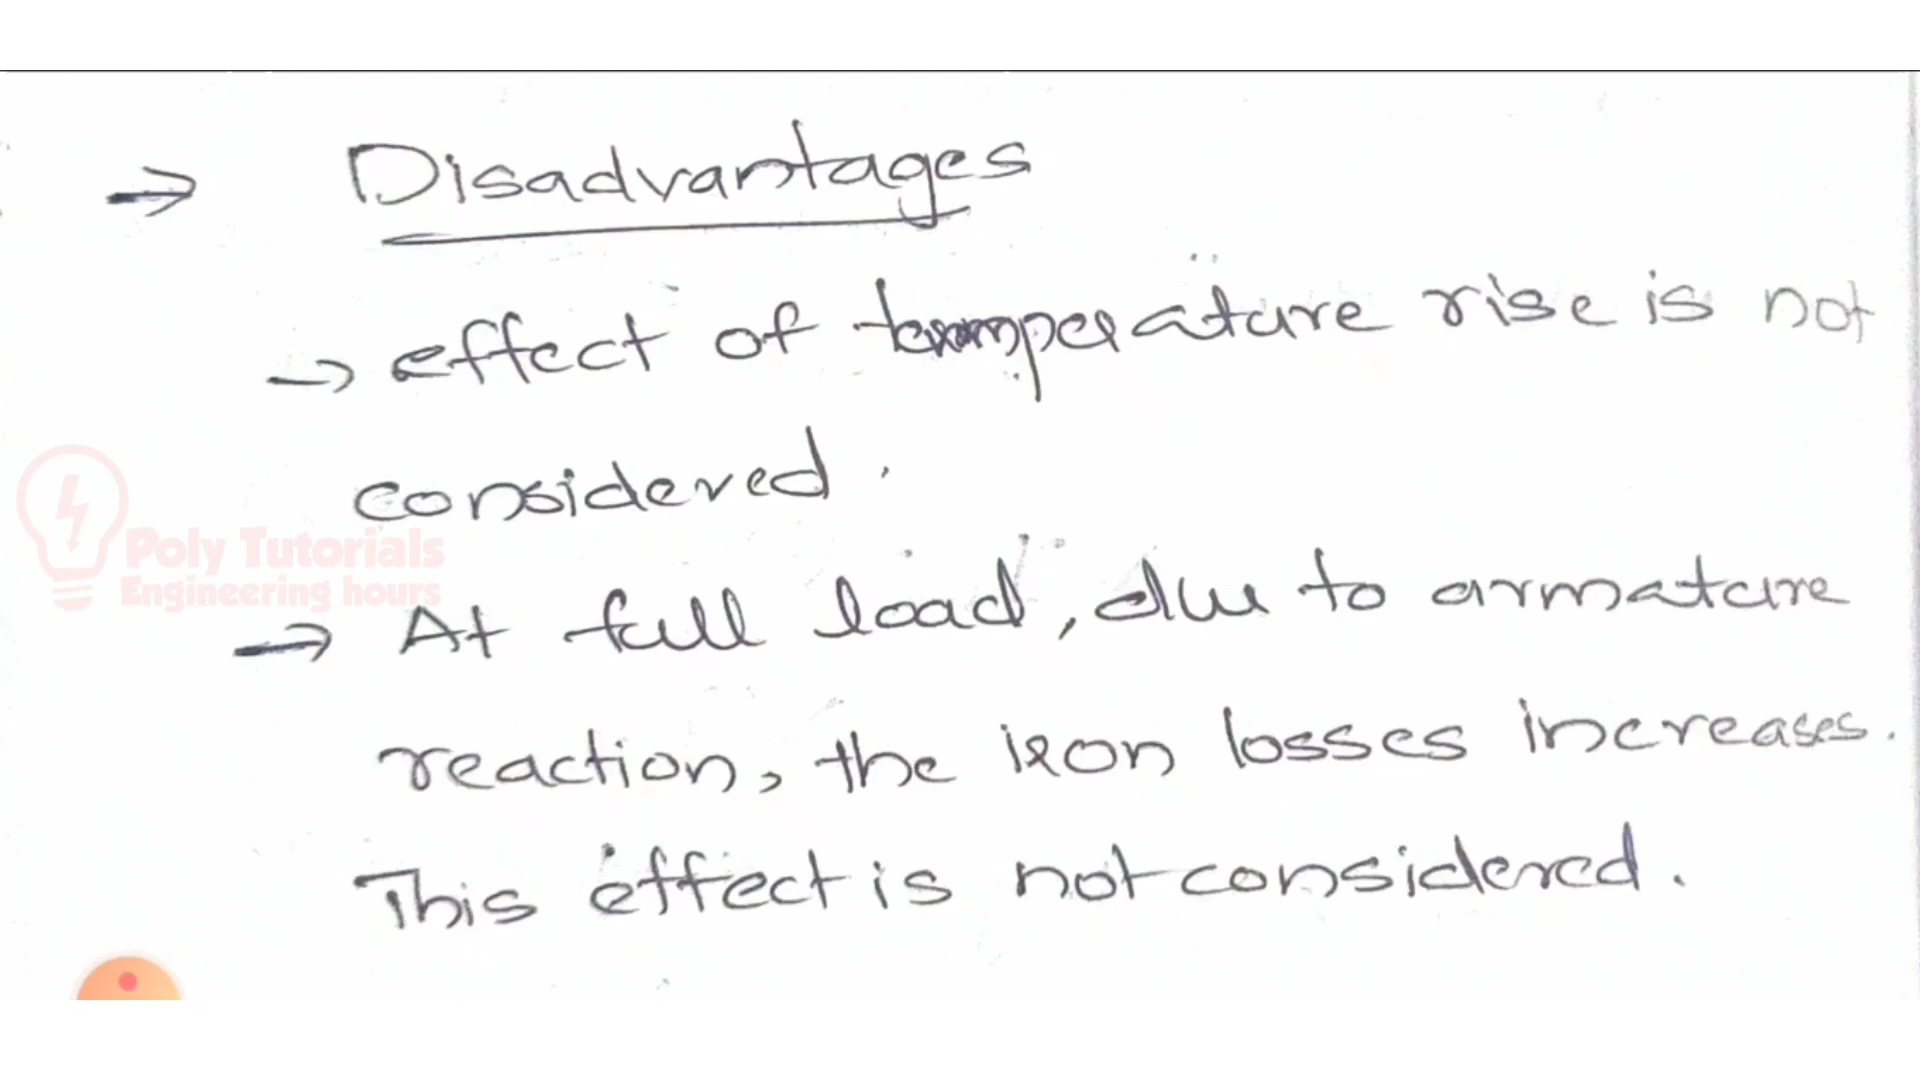 → Disadvantages
→ effect of temperature rise is not
considered.
Poly Tutorials
Engineering hours
→ At full load, due to armature
reaction, the iron losses increases.
This effect is not considered.